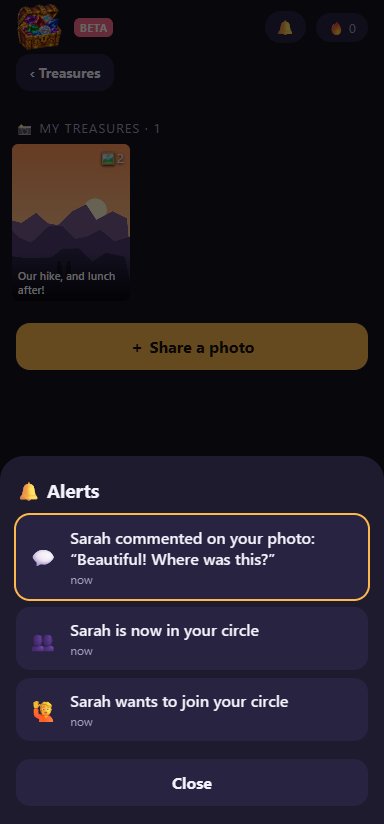 BETA
0
‹ Treasures
MY TREASURES · 1
2
Our hike, and lunch
after!
+ Share a photo
Alerts
Sarah commented on your photo:
“Beautiful! Where was this?”
now
Sarah is now in your circle
now
Sarah wants to join your circle
now
Close